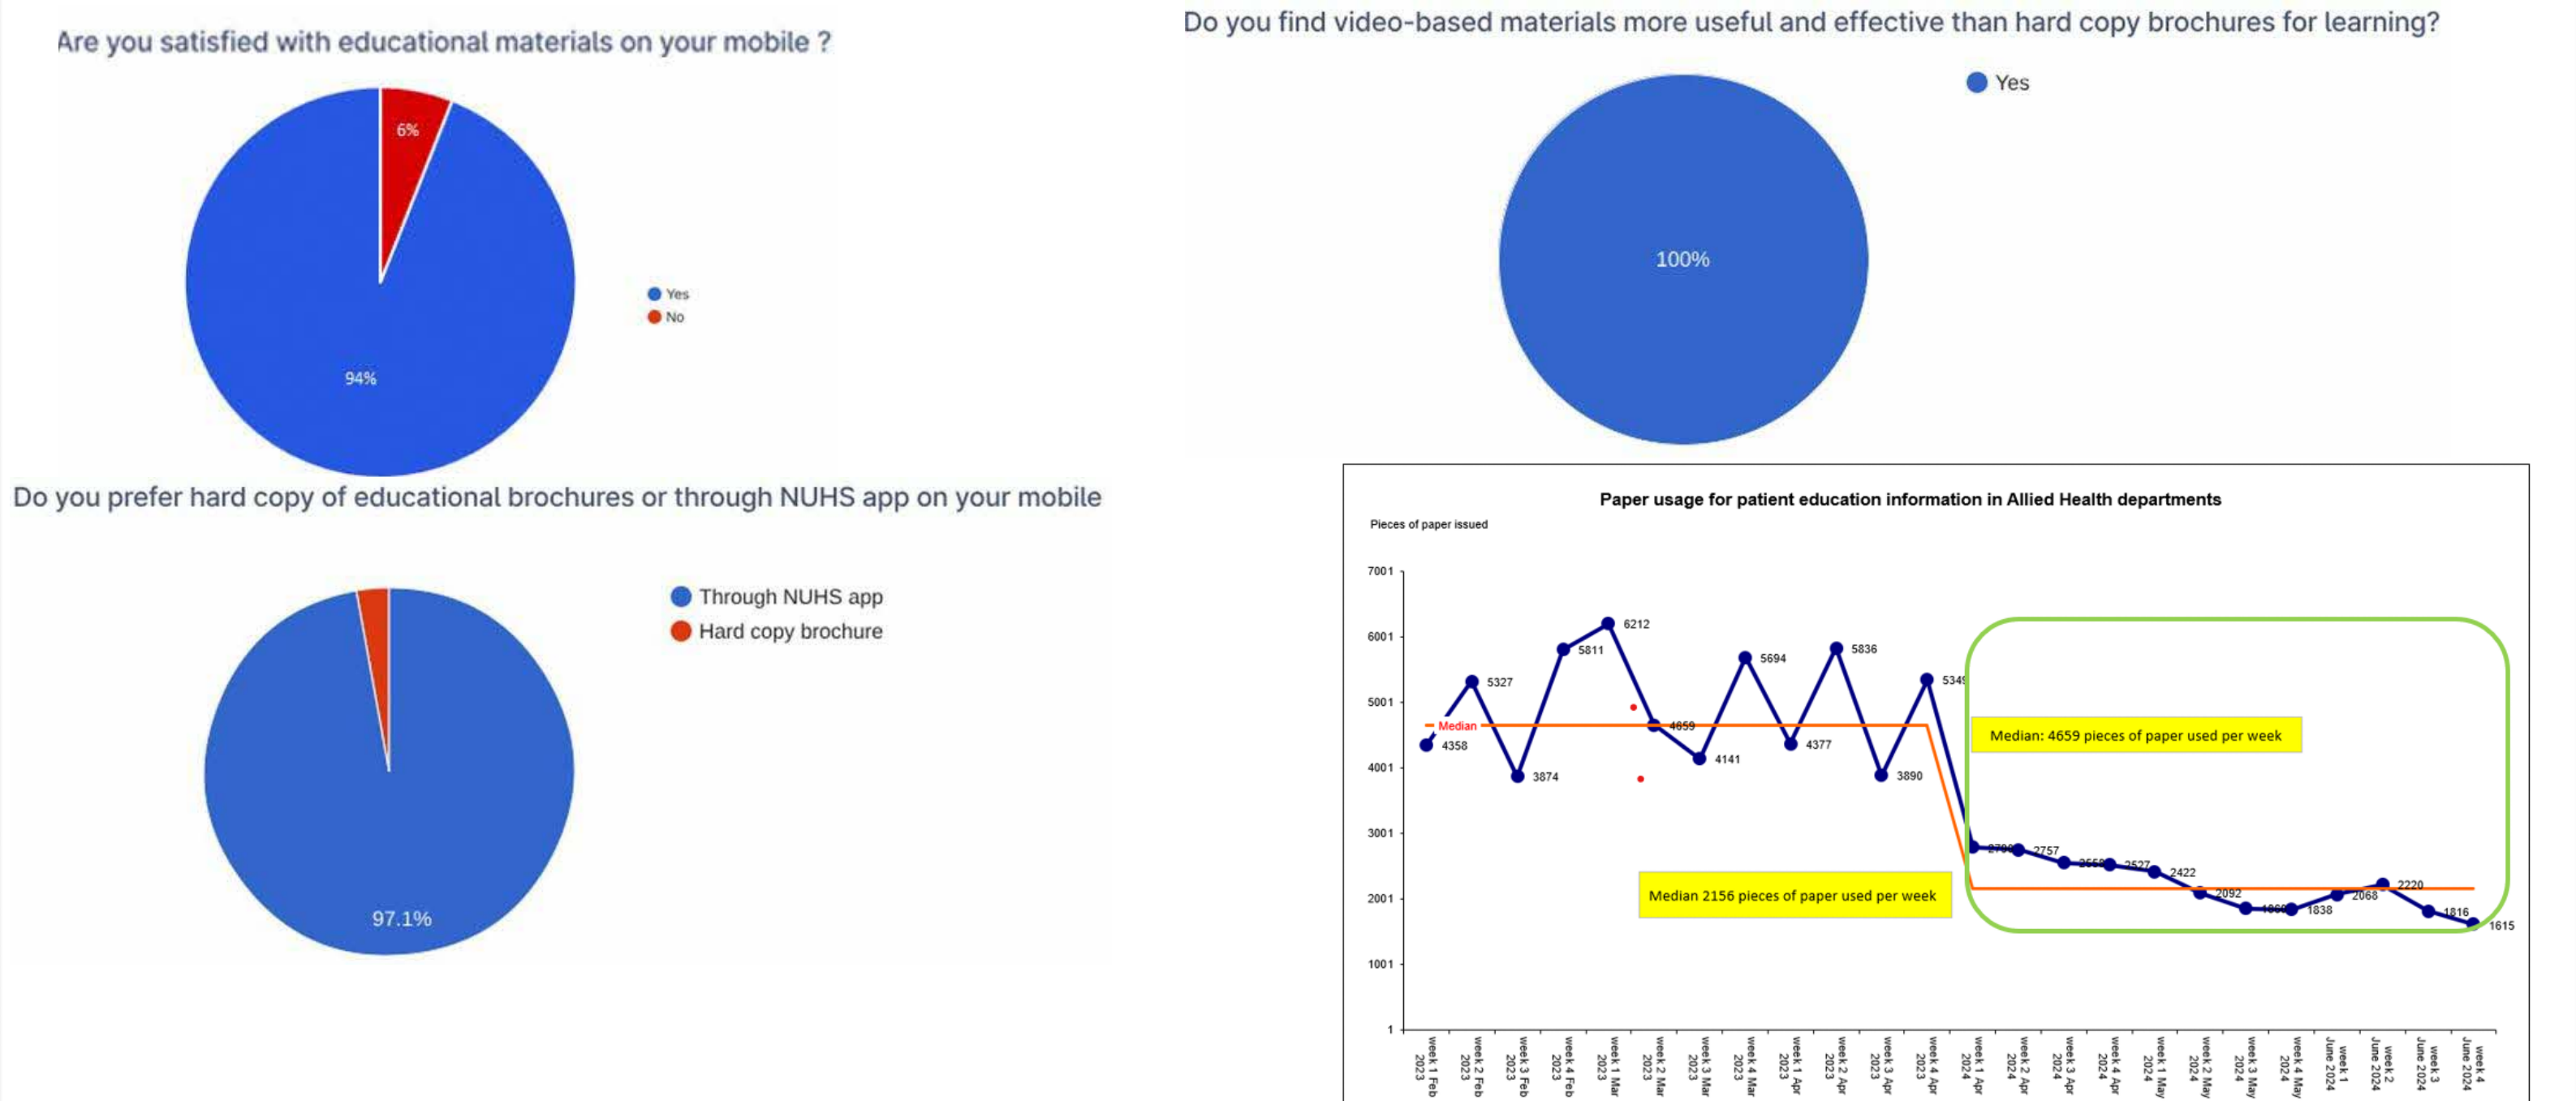 Are you satisfied with educational materials on your mobile ?
6%
94%
Yes
No
Do you find video-based materials more useful and effective than hard copy brochures for learning?
Yes
100%
Do you prefer hard copy of educational brochures or through NUHS app on your mobile
Through NUHS app
Hard copy brochure
97.1%
Paper usage for patient education information in Allied Health departments
Pieces of paper issued
7001
6001
5001
4001
3001
2001
1001
1
Median
4358
5327
3874
5811
6212
4659
4141
5694
4377
5836
3890
2757
2527
2422
2092
1838
2068
2220
1816
1615
Median: 4659 pieces of paper used per week
Median 2156 pieces of paper used per week
week 1 Feb
2023
week 2 Feb
2023
week 3 Feb
2023
week 4 Feb
2023
week 1 Mar
2023
week 2 Mar
2023
week 3 Mar
2023
week 4 Mar
2023
week 1 Apr
2023
week 2 Apr
2023
week 3 Apr
2023
week 4 Apr
2023
week 1 Apr
2024
week 2 Apr
2024
week 3 Apr
2024
week 4 Apr
2024
week 1 May
2024
week 2 May
2024
week 3 May
2024
week 4 May
2024
week 1
June 2024
week 2
June 2024
week 3
June 2024
week 4
June 2024